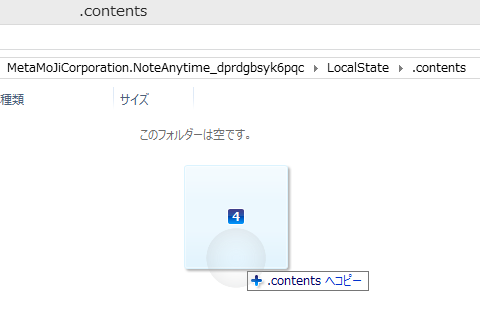 .contents
MetaMoJiCorporation.NoteAnytime_dprdgbsyk6pqc ▶ LocalState ▶ .contents
種類 サイズ
このフォルダーは空です。
4
.contents へコピー